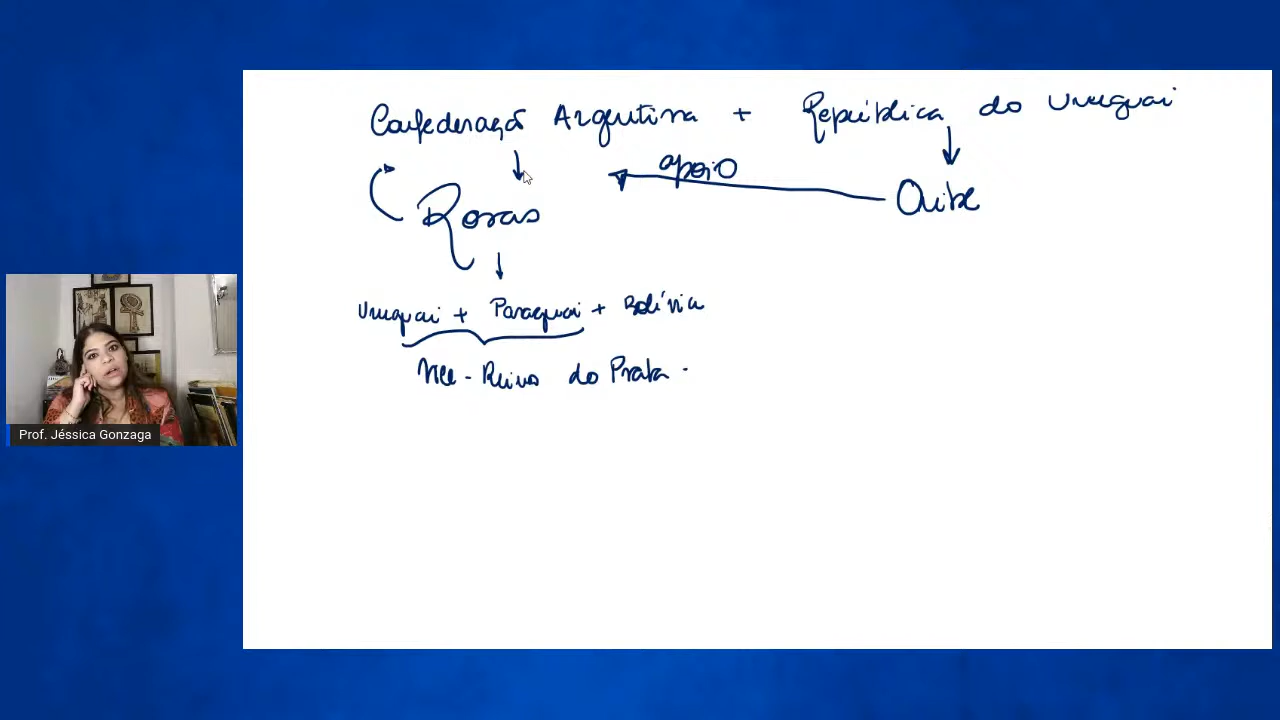 Confederação Argentina + República do Uruguai
apoio
Rosas
Oribe
Uruguai + Paraguai + Bolívia
Vice-Reino do Prata.
Prof. Jéssica Gonzaga